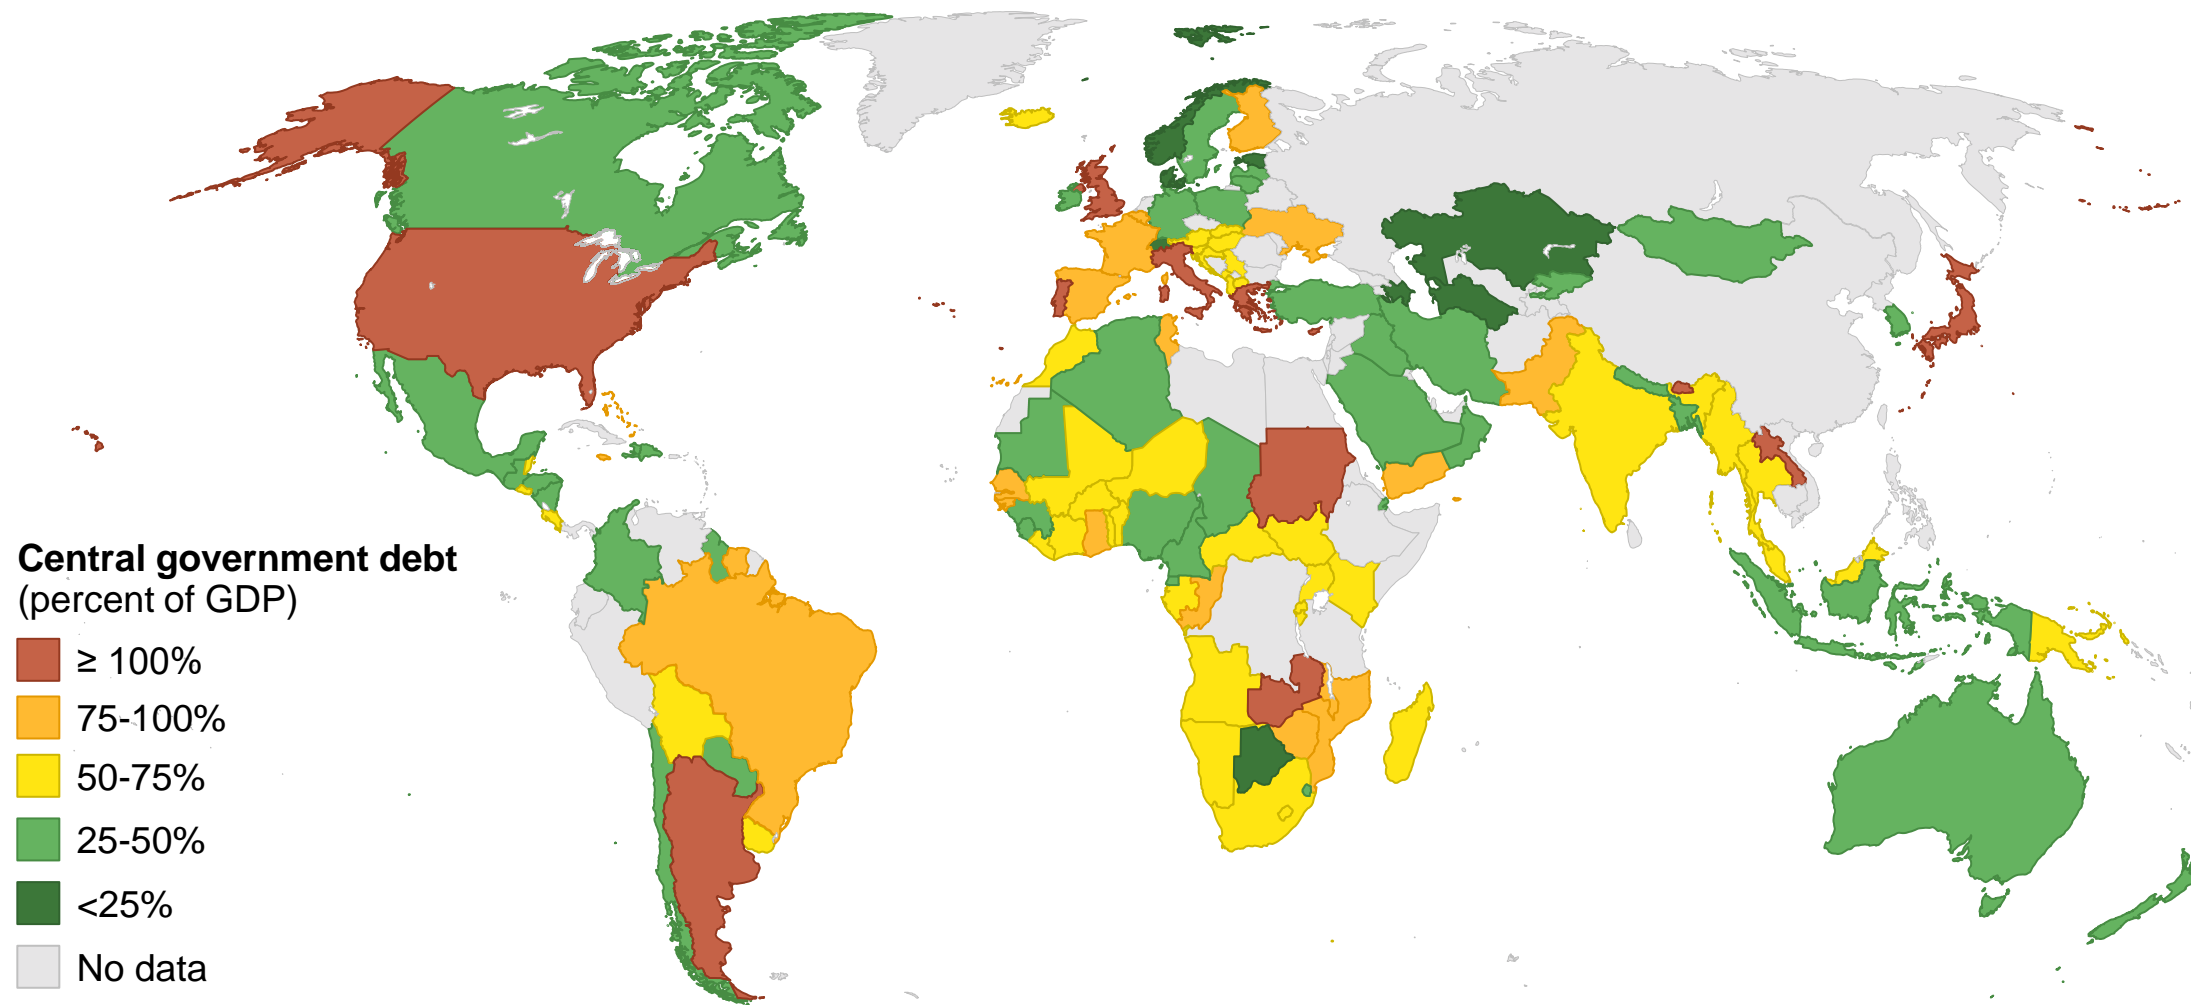 Central government debt
(percent of GDP)
≥ 100%
75-100%
50-75%
25-50%
<25%
No data